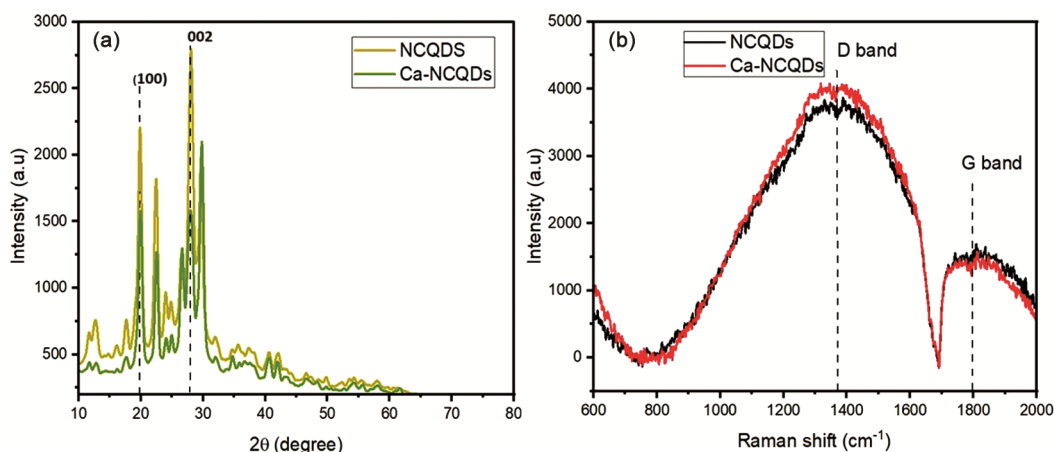 (a)
(100)
002
NCQDS
Ca-NCQDs
3000
2500
2000
1500
1000
500
10 20 30 40 50 60 70 80
Intensity (a.u)
2θ (degree)
(b)
NCQDs
Ca-NCQDs
D band
G band
5000
4000
3000
2000
1000
0
600 800 1000 1200 1400 1600 1800 2000
Intensity (a.u)
Raman shift (cm⁻¹)